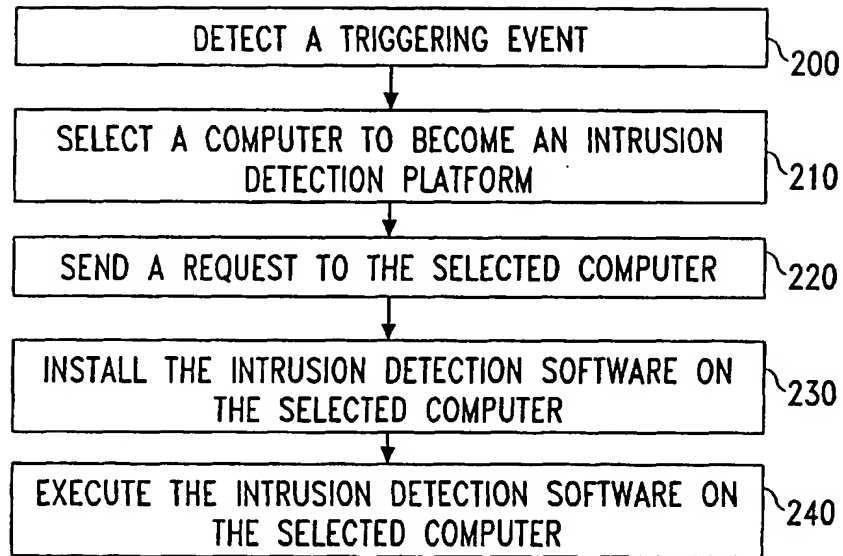 DETECT A TRIGGERING EVENT
200
SELECT A COMPUTER TO BECOME AN INTRUSION
DETECTION PLATFORM
210
SEND A REQUEST TO THE SELECTED COMPUTER
220
INSTALL THE INTRUSION DETECTION SOFTWARE ON
THE SELECTED COMPUTER
230
EXECUTE THE INTRUSION DETECTION SOFTWARE ON
THE SELECTED COMPUTER
240